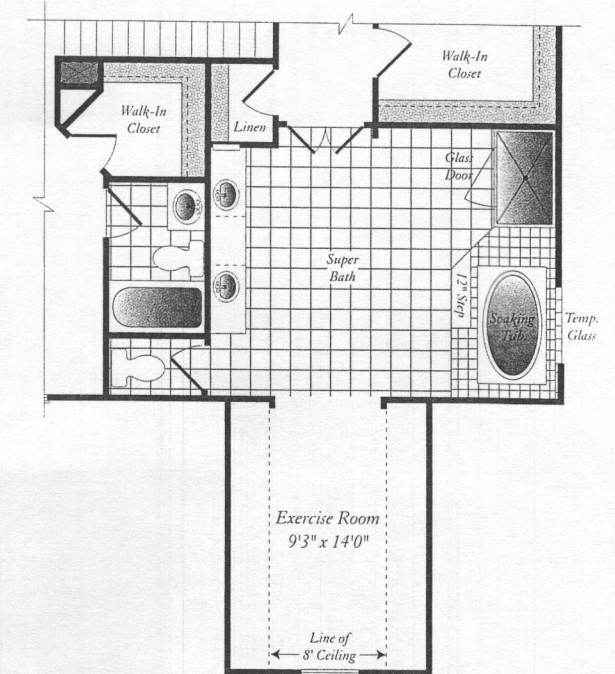 Walk-In
Closet
Walk-In
Closet
Linen
Glass
Door
Super
Bath
12" Step
Soaking
Tub
Temp.
Glass
Exercise Room
9'3" x 14'0"
Line of
8' Ceiling